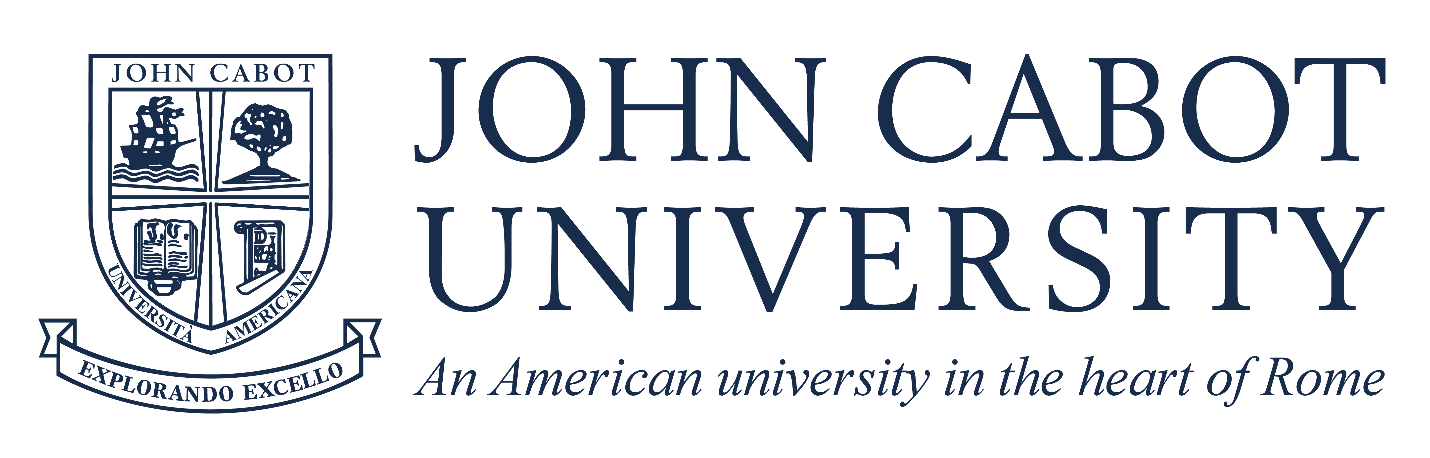 JOHN CABOT
J.U.
UNIVERSITÀ AMERICANA
EXPLORANDO EXCELLO
JOHN CABOT
UNIVERSITY
An American university in the heart of Rome